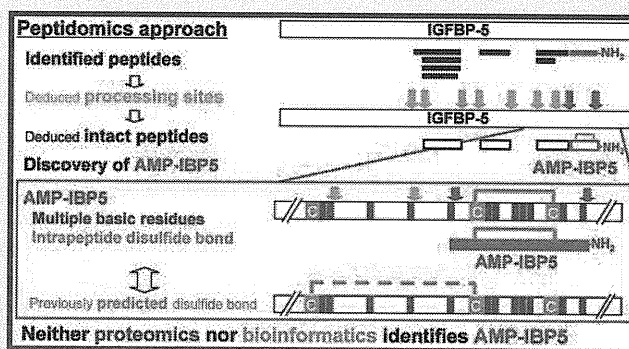 Peptidomics approach
IGFBP-5
Identified peptides
NH₂
Deduced processing sites
IGFBP-5
Deduced intact peptides
NH₂
Discovery of AMP-IBP5
AMP-IBP5
AMP-IBP5
Multiple basic residues
C C
Intrapeptide disulfide bond
NH₂
AMP-IBP5
Previously predicted disulfide bond
C C C
Neither proteomics nor bioinformatics identifies AMP-IBP5